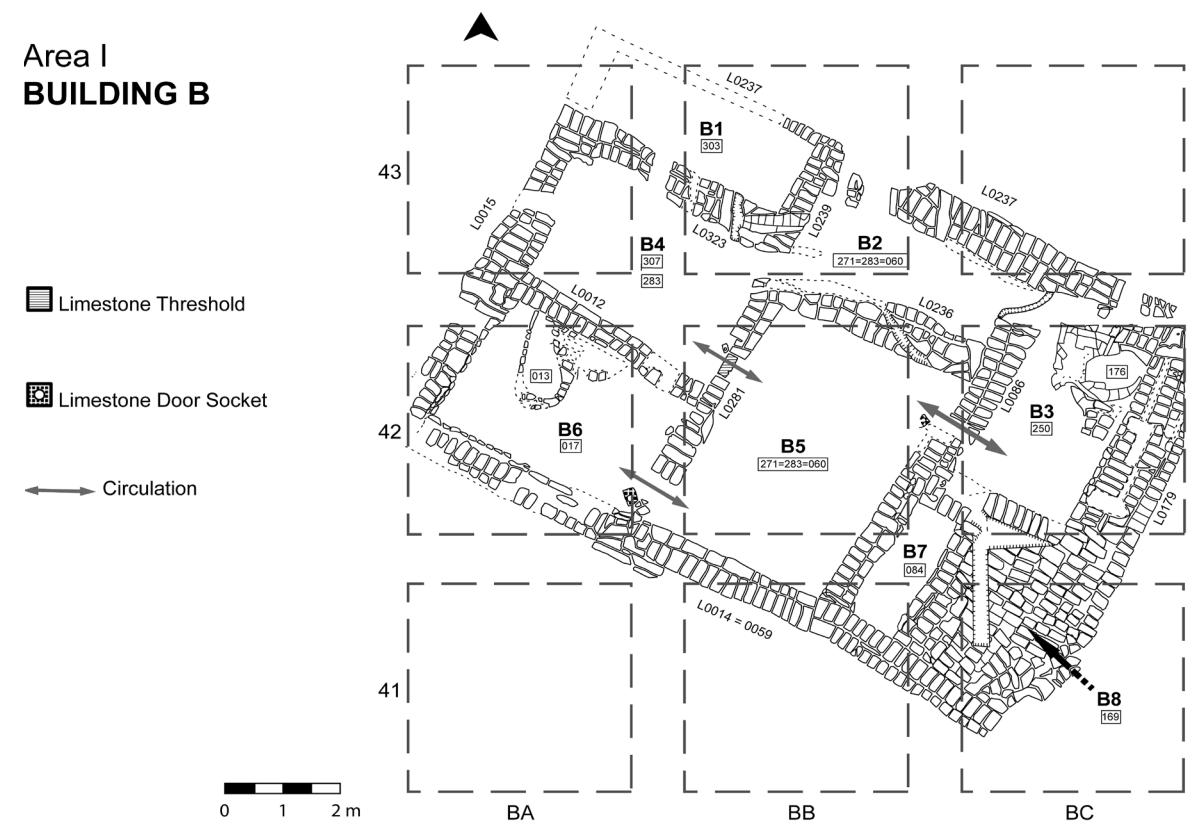 Area I
BUILDING B
L0237
B1
303
43
L0237
L0015
L0239
L0323
B4
307
283
B2
271=283=060
Limestone Threshold
L0012
L0236
013
176
L0281
L0086
Limestone Door Socket
B3
250
42
B6
017
B5
271=283=060
Circulation
L0179
B7
084
L0014 = 0059
41
B8
169
0 1 2 m
BA BB BC